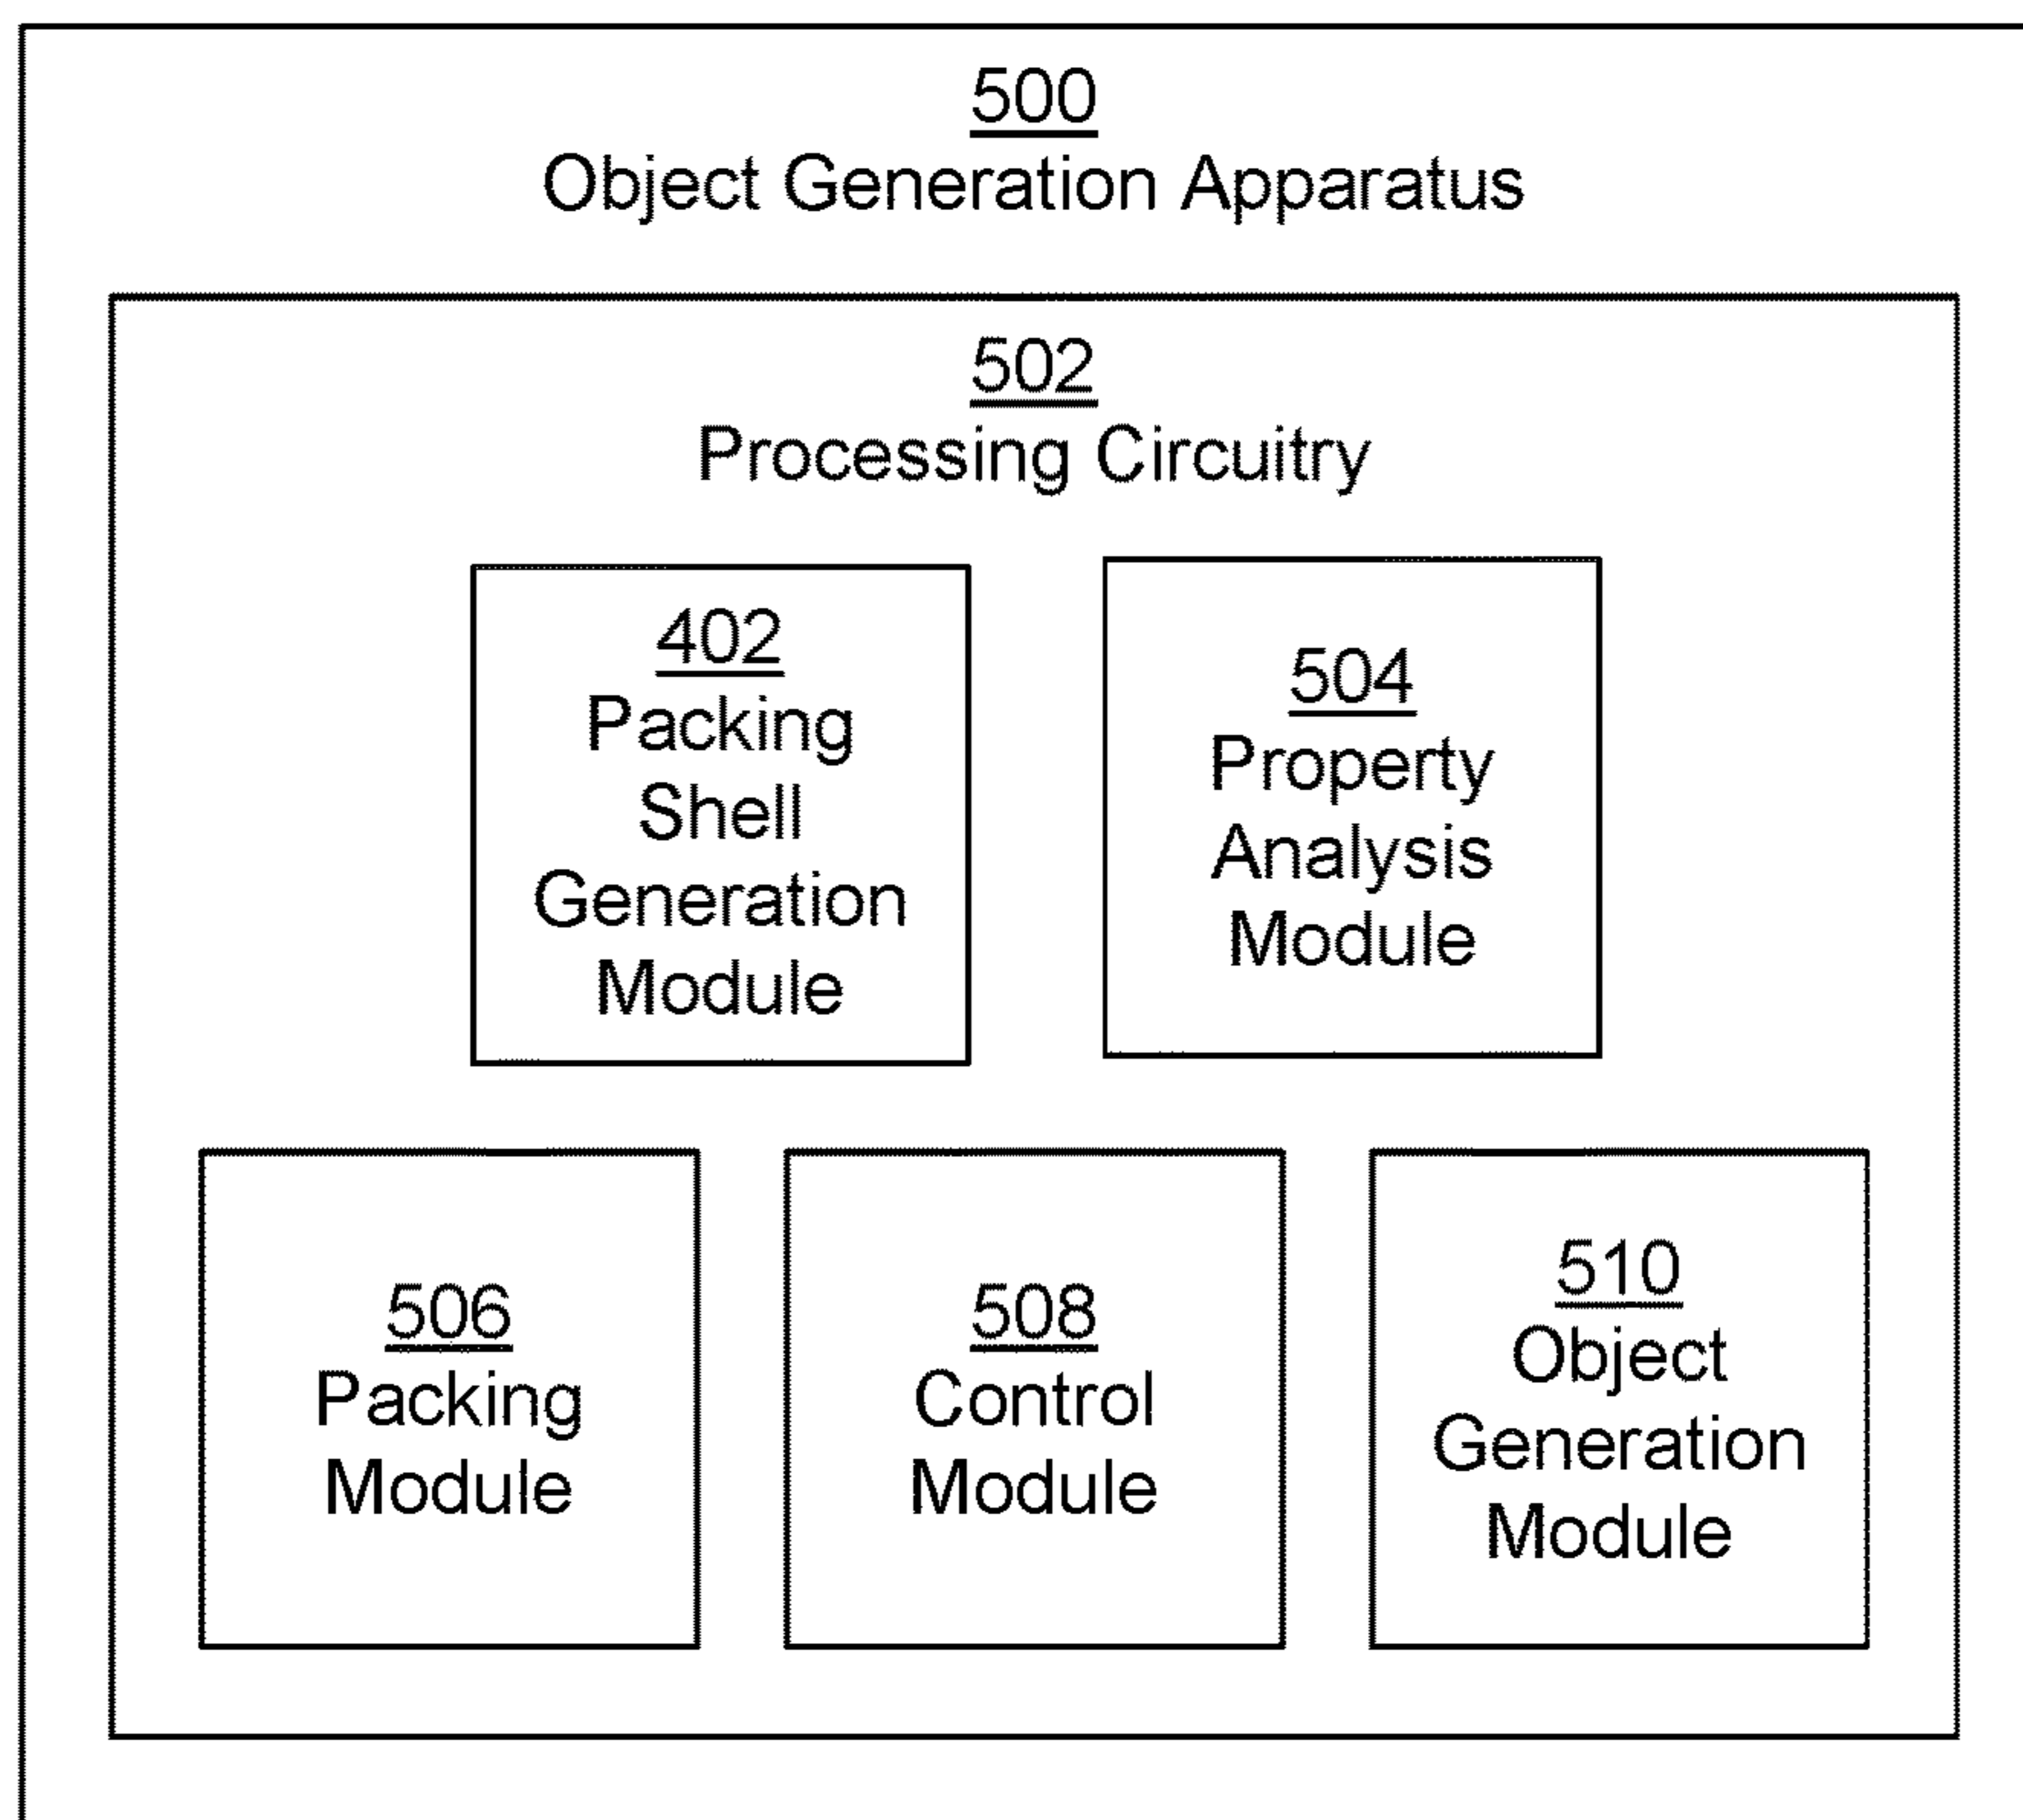 500
Object Generation Apparatus
502
Processing Circuitry
402
Packing
Shell
Generation
Module
504
Property
Analysis
Module
506
Packing
Module
508
Control
Module
510
Object
Generation
Module